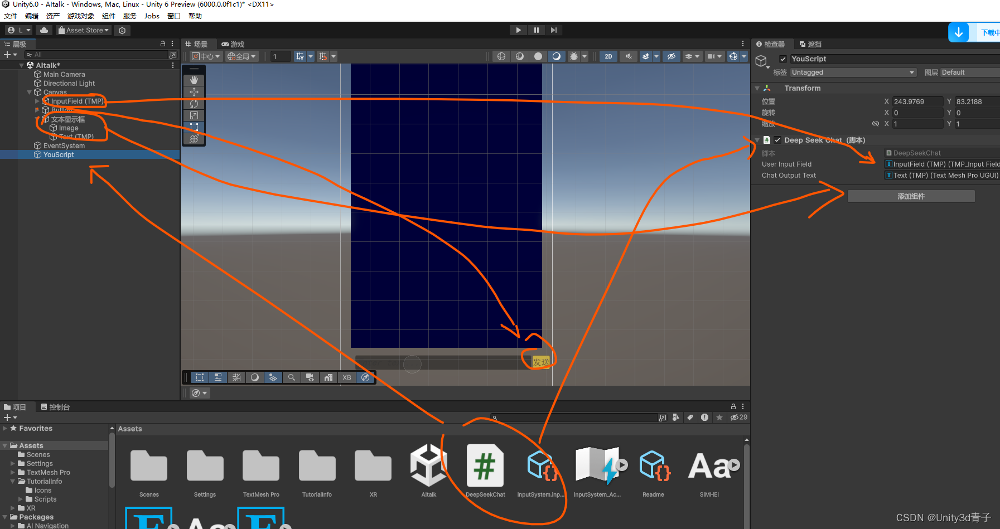 Unity6.0 - AItalk - Windows, Mac, Linux - Unity 6 Preview (6000.0.0f1c1)* <DX11>
文件 编辑 资产 游戏对象 组件 服务 Jobs 窗口 帮助
L Asset Store
下载中
层级 场景 游戏 检查器 遮挡
All
中心 全局 1 2D
YouScript
标签 Untagged 图层 Default
AItalk*
Main Camera
Directional Light
Canvas
InputField (TMP)
Button
文本显示框
Image
Text (TMP)
EventSystem
YouScript
Transform
位置 X 243.9769 Y 83.2188
旋转 X 0 Y 0
缩放 X 1 Y 1
Deep Seek Chat (脚本)
脚本 DeepSeekChat
User Input Field InputField (TMP) (TMP_Input Field
Chat Output Text Text (TMP) (Text Mesh Pro UGUI)
添加组件
发送
XB
项目 控制台
29
Favorites
Assets
Scenes
Settings
TextMesh Pro
TutorialInfo
Icons
Scripts
XR
Packages
AI Navigation
Assets
Scenes Settings TextMesh Pro TutorialInfo XR AItalk DeepSeekChat InputSystem.inp... InputSystem_Ac... Readme SIMHEI
CSDN @Unity3d青子